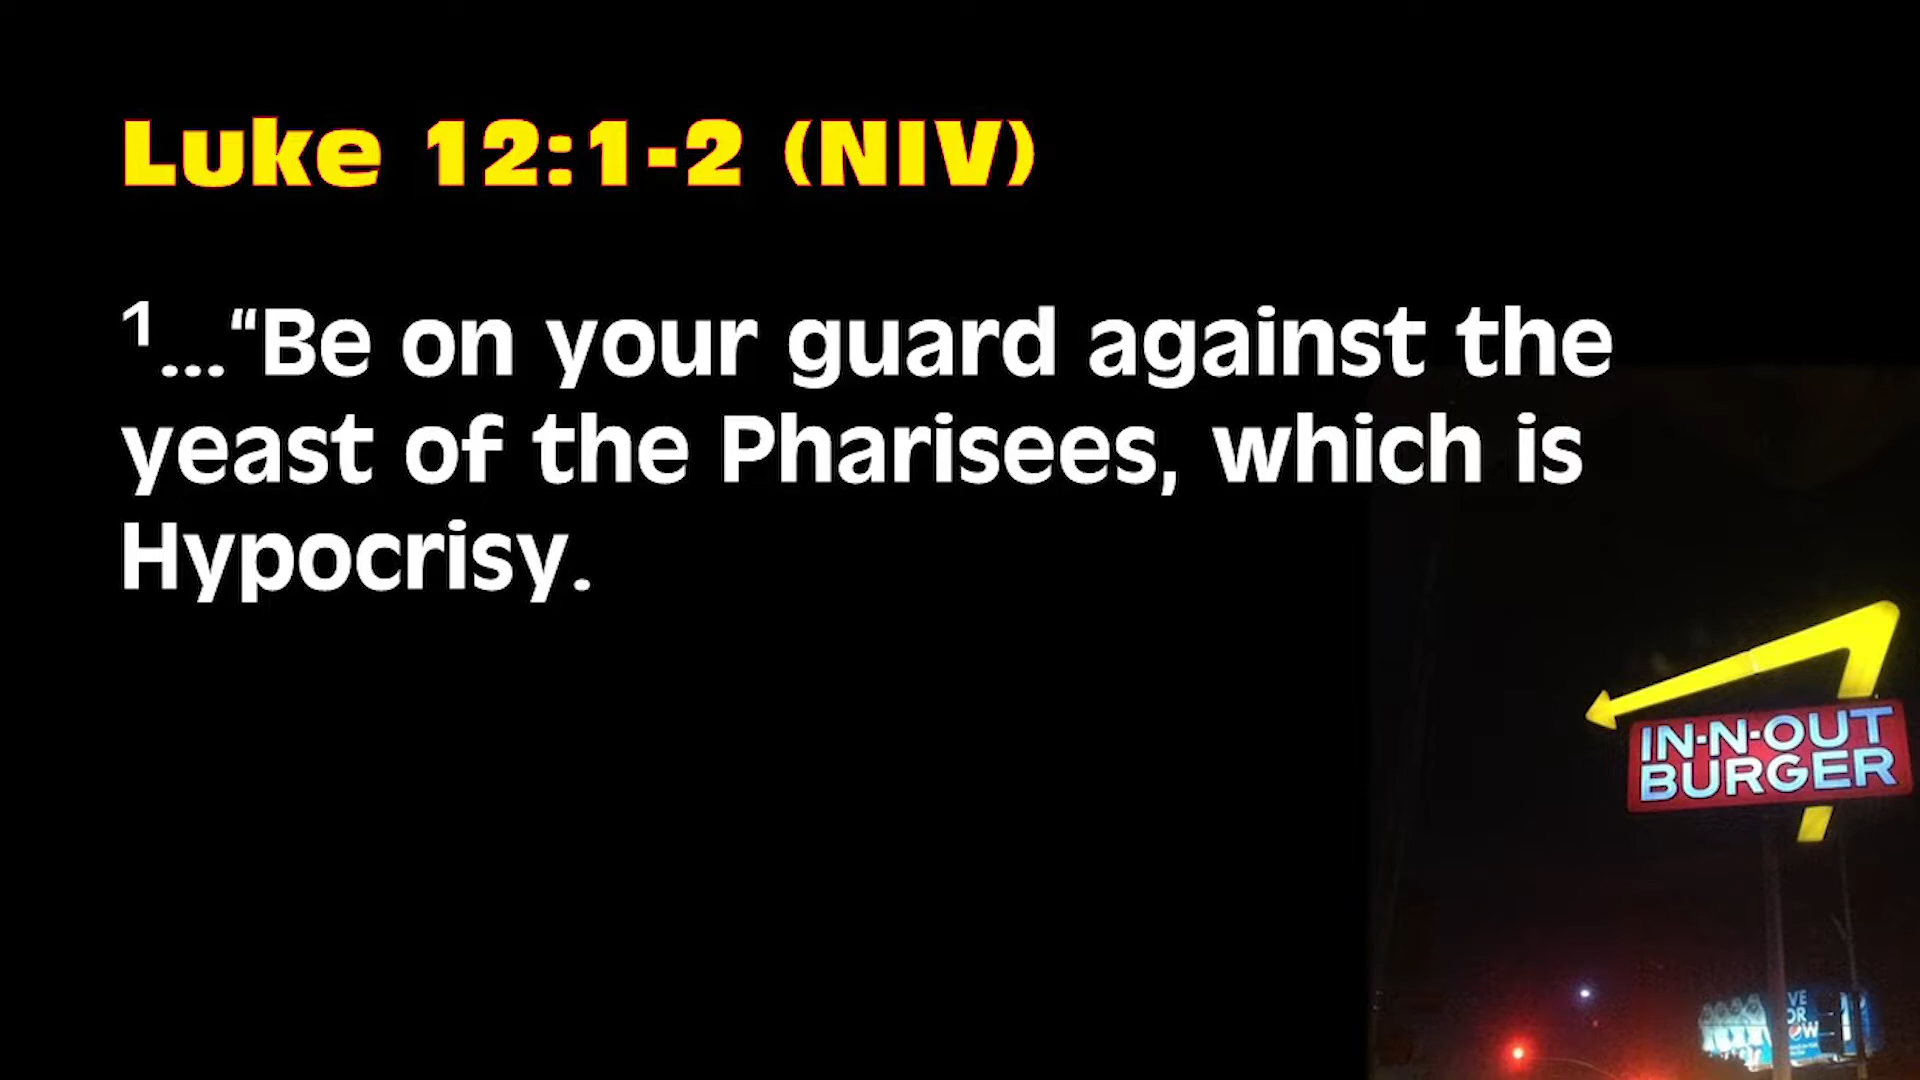 Luke 12:1-2 (NIV)
1..."Be on your guard against the
yeast of the Pharisees, which is
Hypocrisy.
IN-N-OUT
BURGER